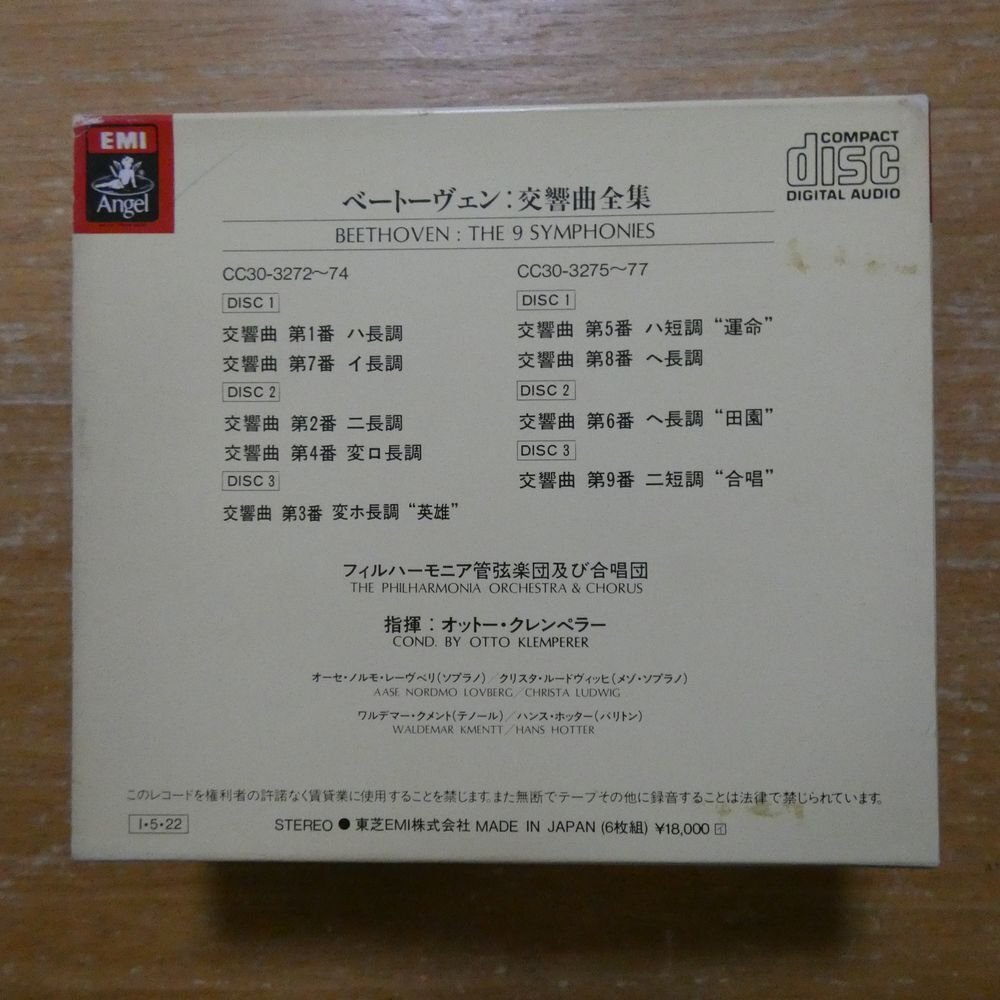 EMI
Angel
COMPACT
disc
DIGITAL AUDIO
ベートーヴェン:交響曲全集
BEETHOVEN : THE 9 SYMPHONIES
CC30-3272〜74
DISC 1
交響曲 第1番 ハ長調
交響曲 第7番 イ長調
DISC 2
交響曲 第2番 ニ長調
交響曲 第4番 変ロ長調
DISC 3
交響曲 第3番 変ホ長調 “英雄”
CC30-3275〜77
DISC 1
交響曲 第5番 ハ短調 “運命”
交響曲 第8番 ヘ長調
DISC 2
交響曲 第6番 ヘ長調 “田園”
DISC 3
交響曲 第9番 ニ短調 “合唱”
フィルハーモニア管弦楽団及び合唱団
THE PHILHARMONIA ORCHESTRA & CHORUS
指揮:オットー・クレンペラー
COND. BY OTTO KLEMPERER
オーセ・ノルモ・レーヴベリ(ソプラノ)/クリスタ・ルードヴィッヒ(メゾ・ソプラノ)
AASE NORDMO LOVBERG/CHRISTA LUDWIG
ワルデマー・クメント(テノール)/ハンス・ホッター(バリトン)
WALDEMAR KMENTT/HANS HOTTER
このレコードを権利者の許諾なく賃貸業に使用することを禁じます。また無断でテープその他に録音することは法律で禁じられています。
I・5・22
STEREO ● 東芝EMI株式会社 MADE IN JAPAN (6枚組) ¥18,000 イ